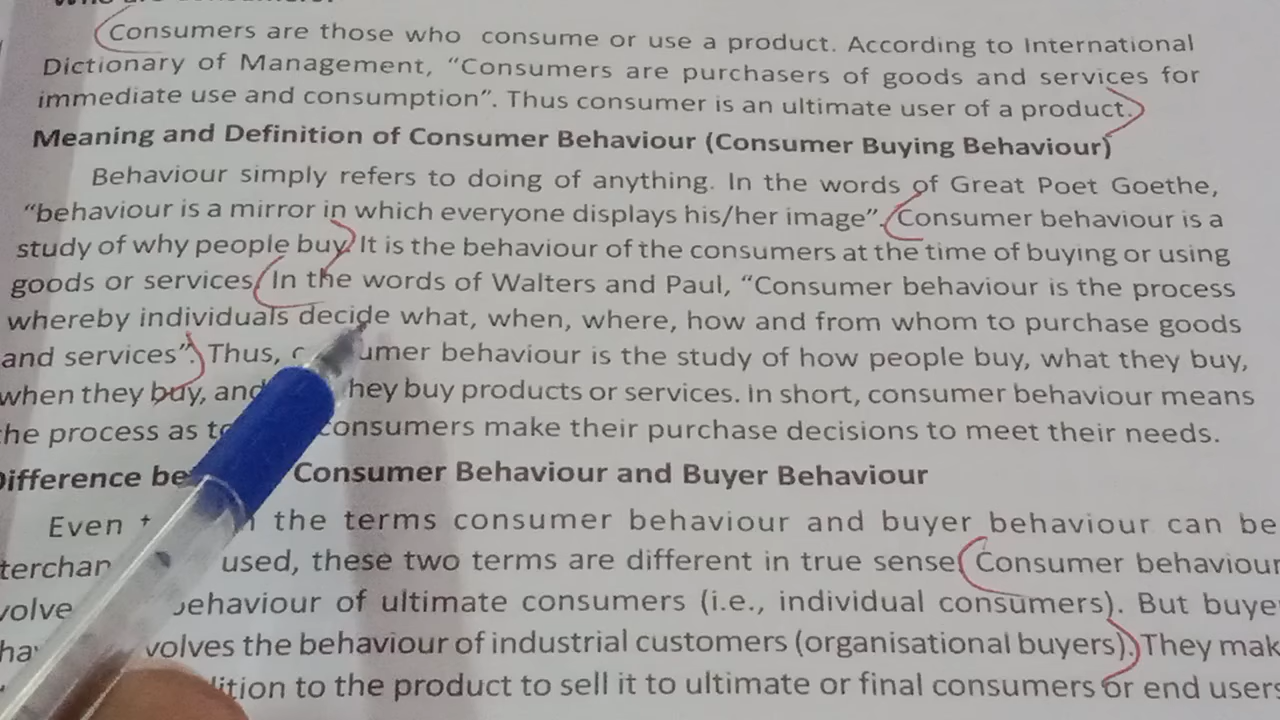 Consumers are those who consume or use a product. According to International
Dictionary of Management, “Consumers are purchasers of goods and services for
immediate use and consumption”. Thus consumer is an ultimate user of a product.
Meaning and Definition of Consumer Behaviour (Consumer Buying Behaviour)
Behaviour simply refers to doing of anything. In the words of Great Poet Goethe,
“behaviour is a mirror in which everyone displays his/her image”. Consumer behaviour is a
study of why people buy. It is the behaviour of the consumers at the time of buying or using
goods or services. In the words of Walters and Paul, “Consumer behaviour is the process
whereby individuals decide what, when, where, how and from whom to purchase goods
and services”. Thus, umer behaviour is the study of how people buy, what they buy,
when they buy, and hey buy products or services. In short, consumer behaviour means
he process as to consumers make their purchase decisions to meet their needs.
ifference be Consumer Behaviour and Buyer Behaviour
Even the terms consumer behaviour and buyer behaviour can be
terchan used, these two terms are different in true sense. Consumer behaviour
volve ehaviour of ultimate consumers (i.e., individual consumers). But buye
ha volves the behaviour of industrial customers (organisational buyers). They mak
ition to the product to sell it to ultimate or final consumers or end users